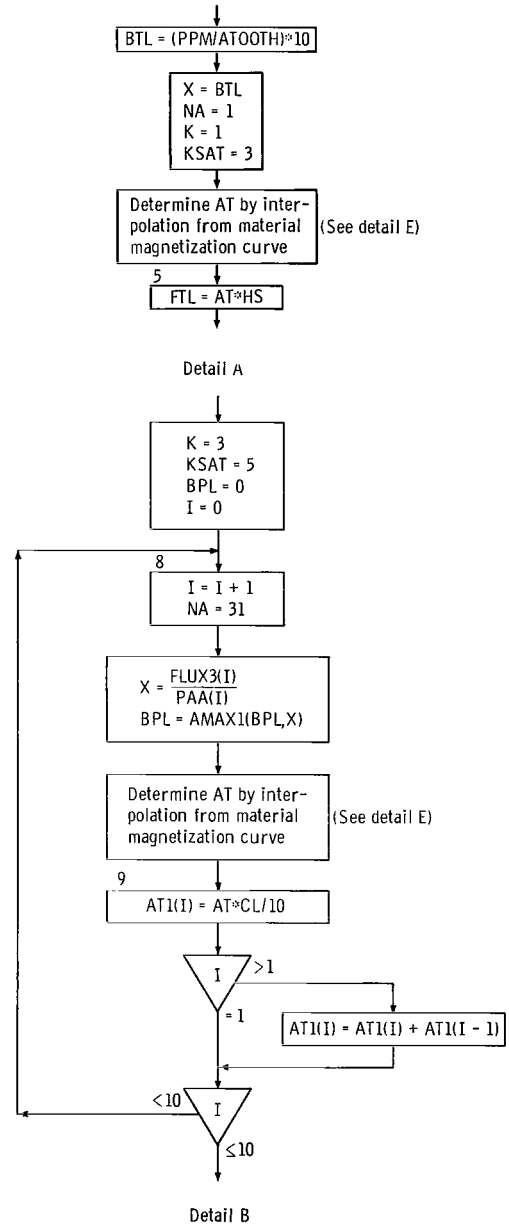 BTL = (PPM/ATOOTH)*10
X = BTL
NA = 1
K = 1
KSAT = 3
Determine AT by inter-
polation from material
magnetization curve
(See detail E)
5
FTL = AT*HS
Detail A
K = 3
KSAT = 5
BPL = 0
I = 0
8
I = I + 1
NA = 31
X = FLUX3(I)
PAA(I)
BPL = AMAX1(BPL,X)
Determine AT by inter-
polation from material
magnetization curve
(See detail E)
9
AT1(I) = AT*CL/10
I
>1
= 1
AT1(I) = AT1(I) + AT1(I - 1)
<10
I
≤10
Detail B